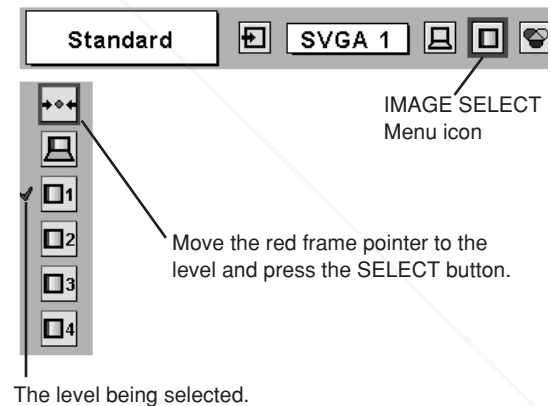 Standard
SVGA 1
IMAGE SELECT
Menu icon
1
2
3
4
Move the red frame pointer to the
level and press the SELECT button.
The level being selected.